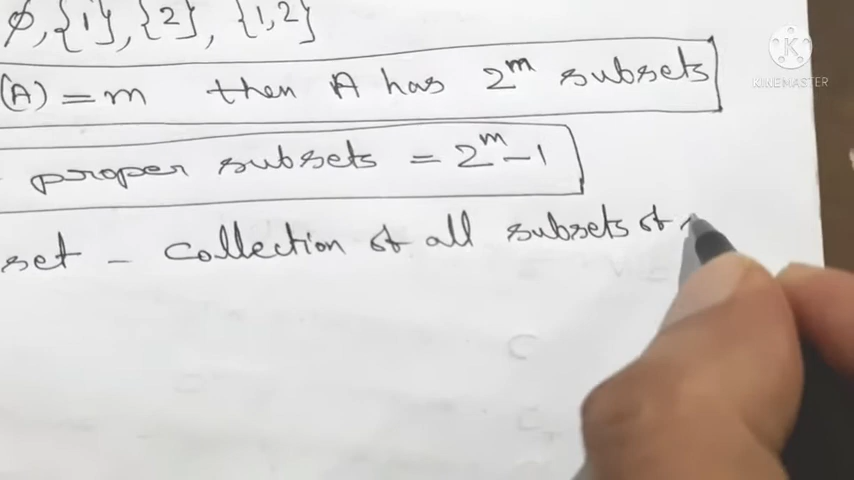 φ, {1}, {2}, {1,2}
(A) = m then A has 2^m subsets
proper subsets = 2^m - 1
set - collection of all subsets of
KINEMASTER